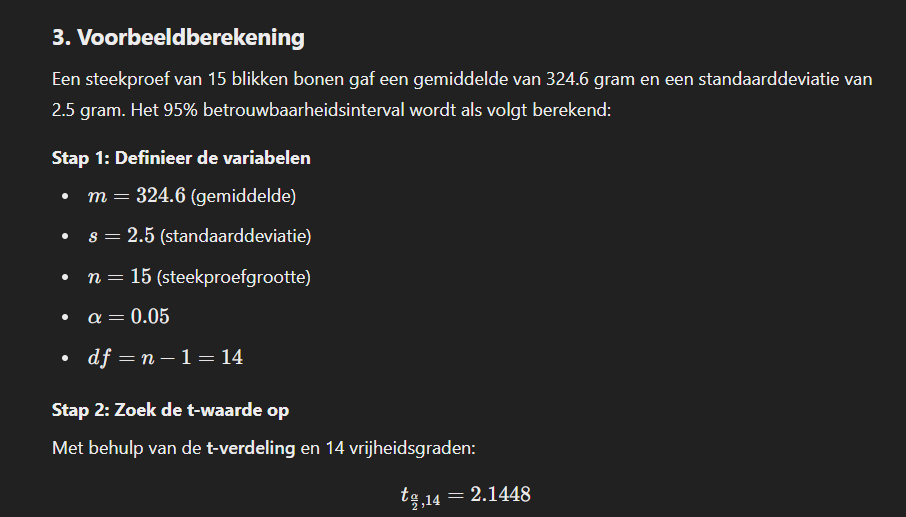 3. Voorbeeldberekening
Een steekproef van 15 blikken bonen gaf een gemiddelde van 324.6 gram en een standaarddeviatie van
2.5 gram. Het 95% betrouwbaarheidsinterval wordt als volgt berekend:
Stap 1: Definieer de variabelen
• m = 324.6 (gemiddelde)
• s = 2.5 (standaarddeviatie)
• n = 15 (steekproefgrootte)
• α = 0.05
• df = n − 1 = 14
Stap 2: Zoek de t-waarde op
Met behulp van de t-verdeling en 14 vrijheidsgraden:
t_{α/2,14} = 2.1448